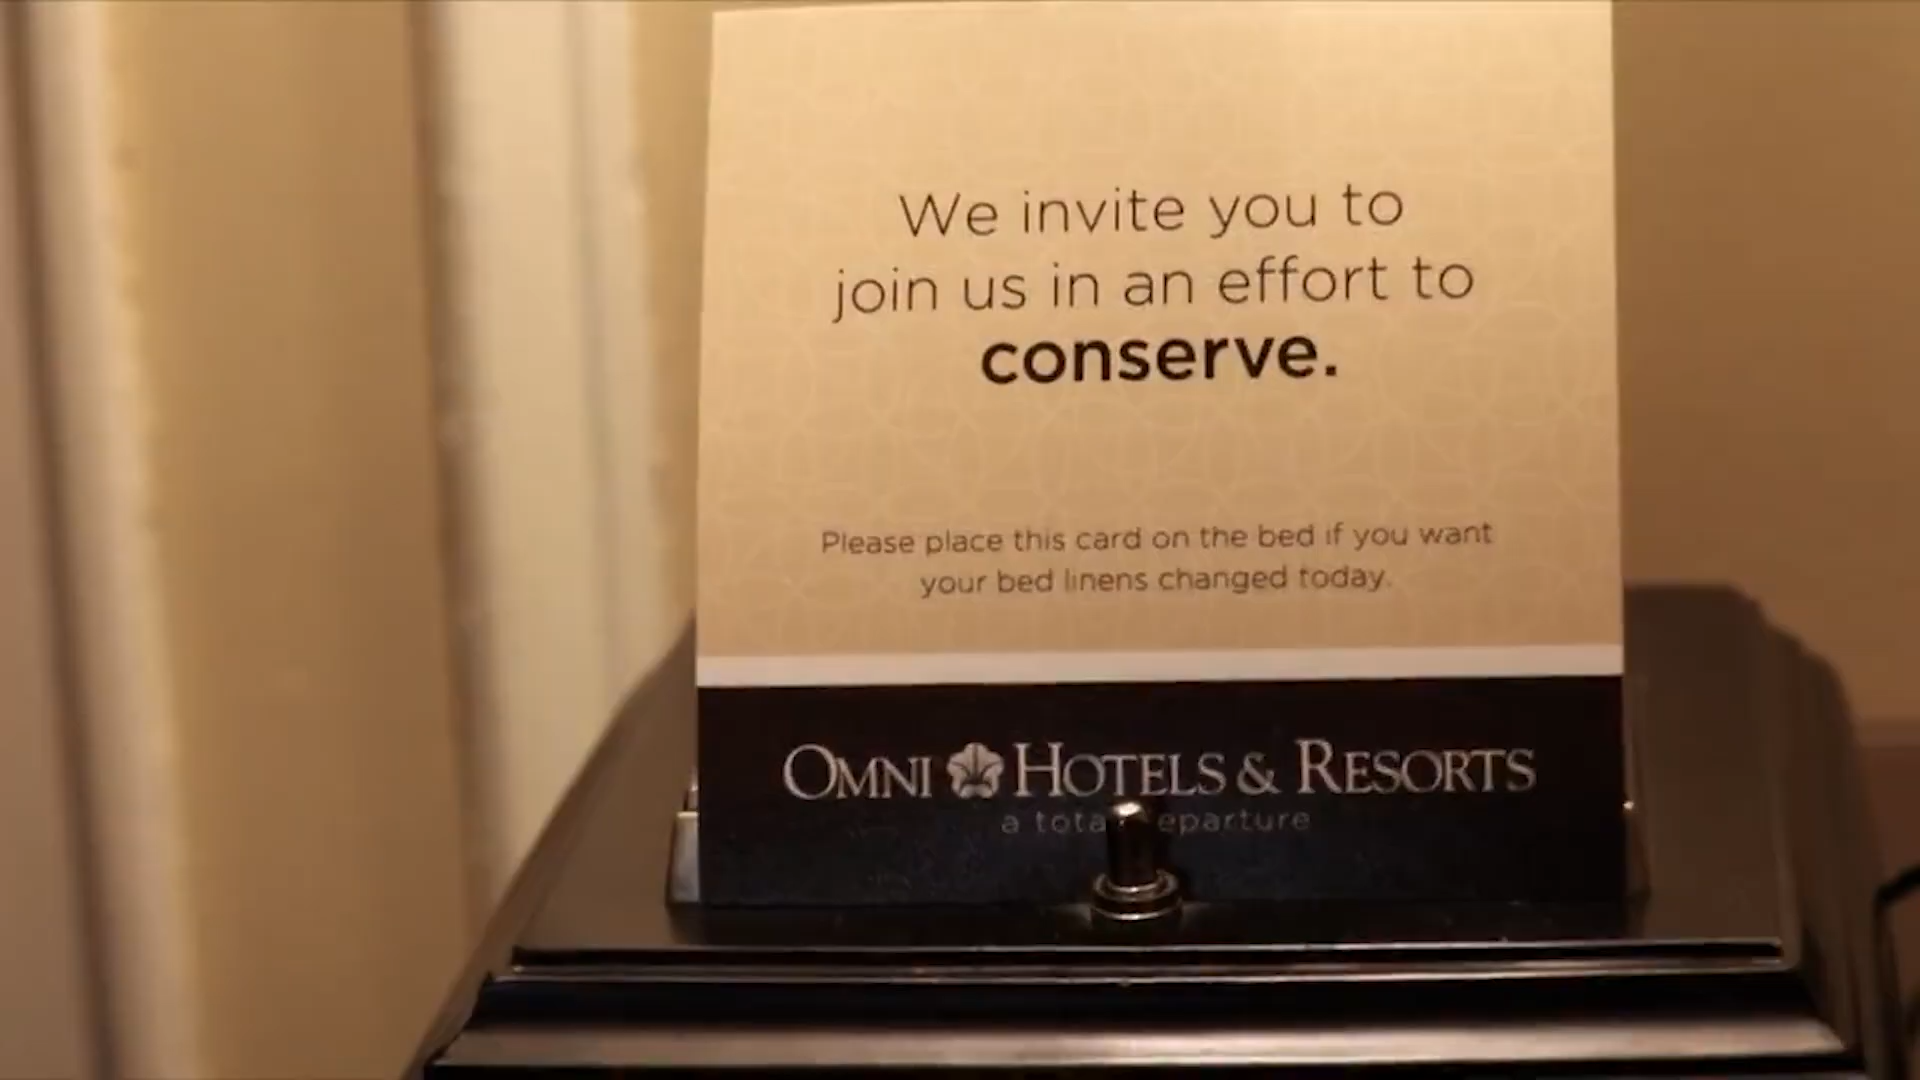 We invite you to
join us in an effort to
conserve.
Please place this card on the bed if you want
your bed linens changed today.
OMNI HOTELS & RESORTS
a